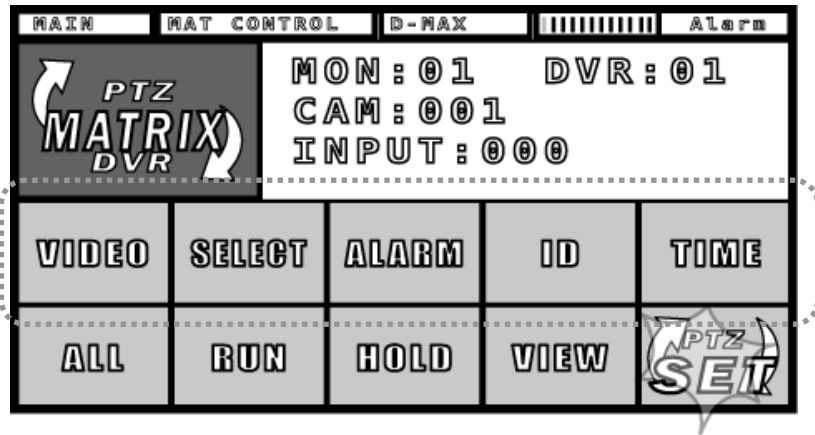 MAIN MAT CONTROL D-MAX Alarm
PTZ
MATRIX
DVR
MON:01 DVR:01
CAM:001
INPUT:000
VIDEO SELECT ALARM ID TIME
ALL RUN HOLD VIEW PTZ SET